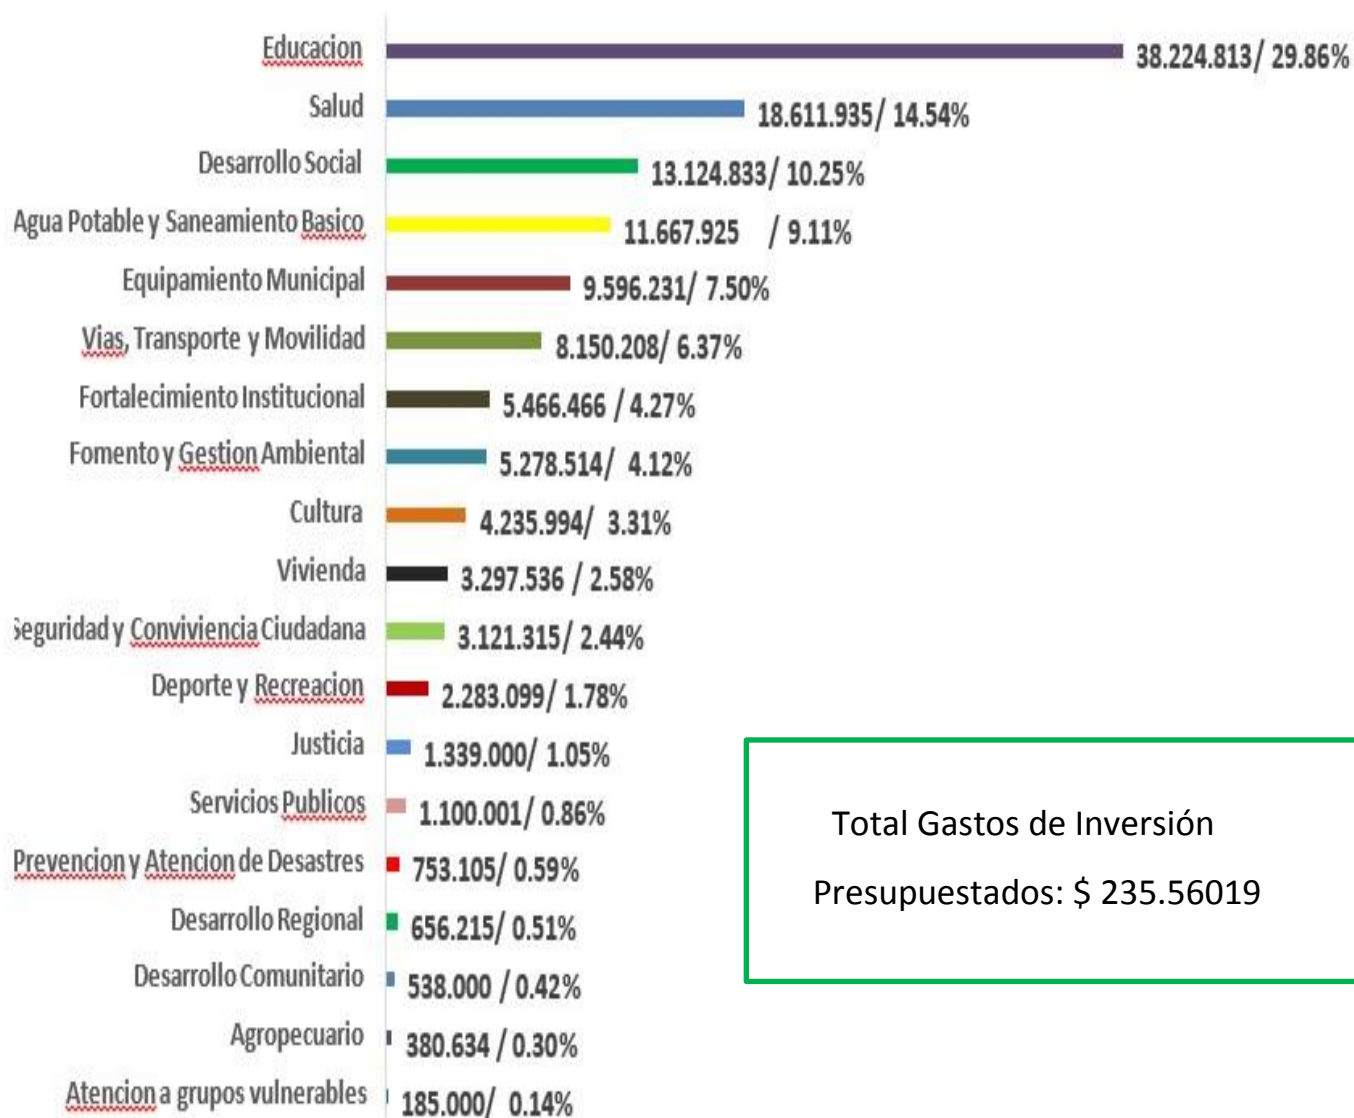 Educacion 38.224.813/ 29.86%
Salud 18.611.935/ 14.54%
Desarrollo Social 13.124.833/ 10.25%
Agua Potable y Saneamiento Basico 11.667.925 / 9.11%
Equipamiento Municipal 9.596.231/ 7.50%
Vias, Transporte y Movilidad 8.150.208/ 6.37%
Fortalecimiento Institucional 5.466.466 / 4.27%
Fomento y Gestion Ambiental 5.278.514/ 4.12%
Cultura 4.235.994/ 3.31%
Vivienda 3.297.536 / 2.58%
Seguridad y Conviviencia Ciudadana 3.121.315/ 2.44%
Deporte y Recreacion 2.283.099/ 1.78%
Justicia 1.339.000/ 1.05%
Servicios Publicos 1.100.001/ 0.86%
Prevencion y Atencion de Desastres 753.105/ 0.59%
Desarrollo Regional 656.215/ 0.51%
Desarrollo Comunitario 538.000 / 0.42%
Agropecuario 380.634 / 0.30%
Atencion a grupos vulnerables 185.000/ 0.14%
Total Gastos de Inversión
Presupuestados: $ 235.56019